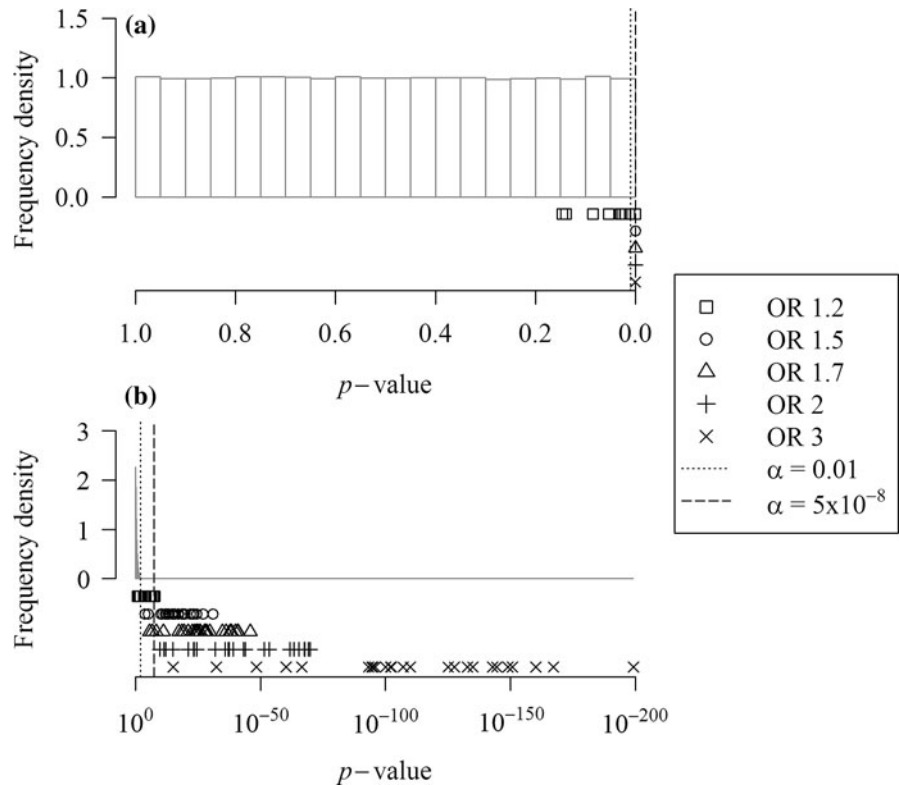 (a)
Frequency density
1.5
1.0
0.5
0.0
1.0 0.8 0.6 0.4 0.2 0.0
p−value
(b)
Frequency density
3
2
1
0
10⁰ 10⁻⁵⁰ 10⁻¹⁰⁰ 10⁻¹⁵⁰ 10⁻²⁰⁰
p−value
OR 1.2
OR 1.5
OR 1.7
OR 2
OR 3
α = 0.01
α = 5x10⁻⁸